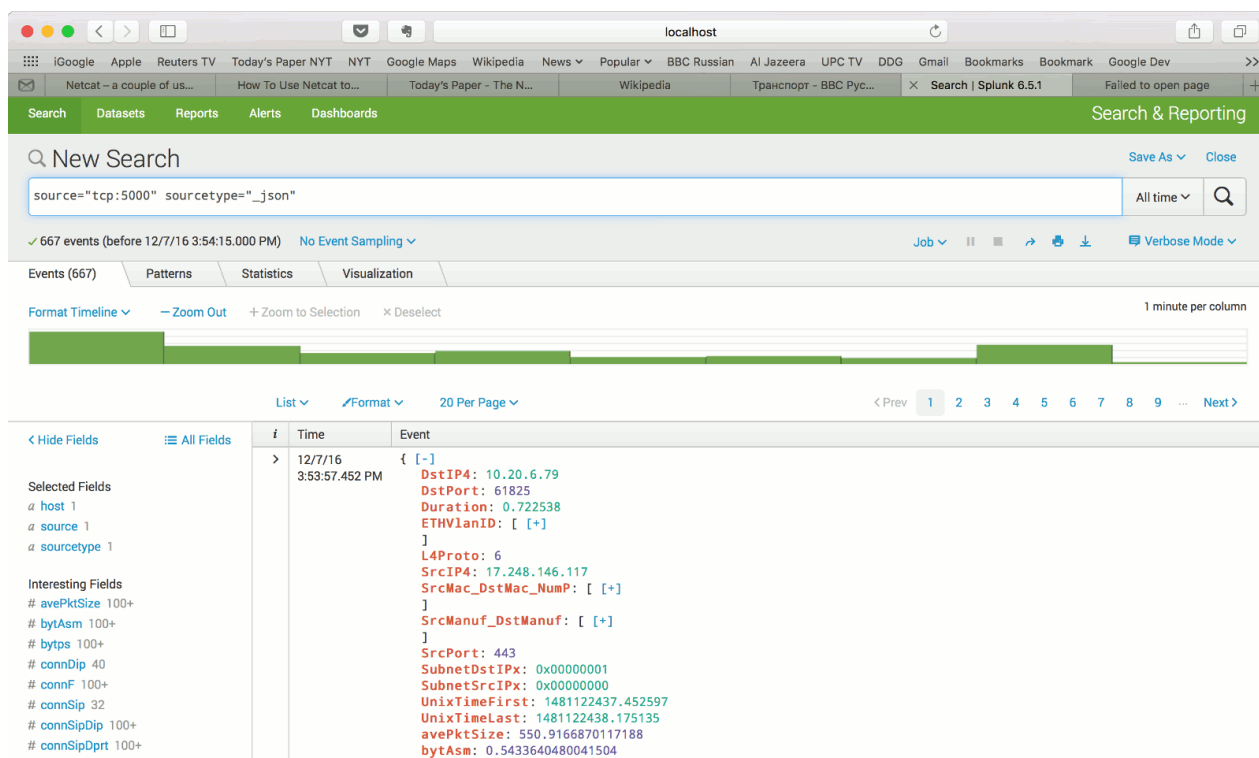 localhost
iGoogle Apple Reuters TV Today's Paper NYT NYT Google Maps Wikipedia News Popular BBC Russian Al Jazeera UPC TV DDG Gmail Bookmarks Bookmark Google Dev >>
Netcat – a couple of us... How To Use Netcat to... Today's Paper - The N... Wikipedia Транспорт - BBC Рус... × Search | Splunk 6.5.1 Failed to open page +
Search Datasets Reports Alerts Dashboards Search & Reporting
New Search Save As Close
source="tcp:5000" sourcetype="_json" All time
✓ 667 events (before 12/7/16 3:54:15.000 PM) No Event Sampling Job Verbose Mode
Events (667) Patterns Statistics Visualization
Format Timeline — Zoom Out + Zoom to Selection × Deselect 1 minute per column
List Format 20 Per Page < Prev 1 2 3 4 5 6 7 8 9 ... Next >
< Hide Fields All Fields i Time Event
> 12/7/16 { [-]
3:53:57.452 PM DstIP4: 10.20.6.79
Selected Fields DstPort: 61825
a host 1 Duration: 0.722538
a source 1 ETHVlanID: [ [+]
]
a sourcetype 1 L4Proto: 6
SrcIP4: 17.248.146.117
Interesting Fields SrcMac_DstMac_NumP: [ [+]
# avePktSize 100+ ]
# bytAsm 100+ SrcManuf_DstManuf: [ [+]
# bytps 100+ ]
SrcPort: 443
# connDip 40 SubnetDstIPx: 0x00000001
# connF 100+ SubnetSrcIPx: 0x00000000
# connSip 32 UnixTimeFirst: 1481122437.452597
# connSipDip 100+ UnixTimeLast: 1481122438.175135
avePktSize: 550.9166870117188
# connSipDprt 100+ bytAsm: 0.5433640480041504